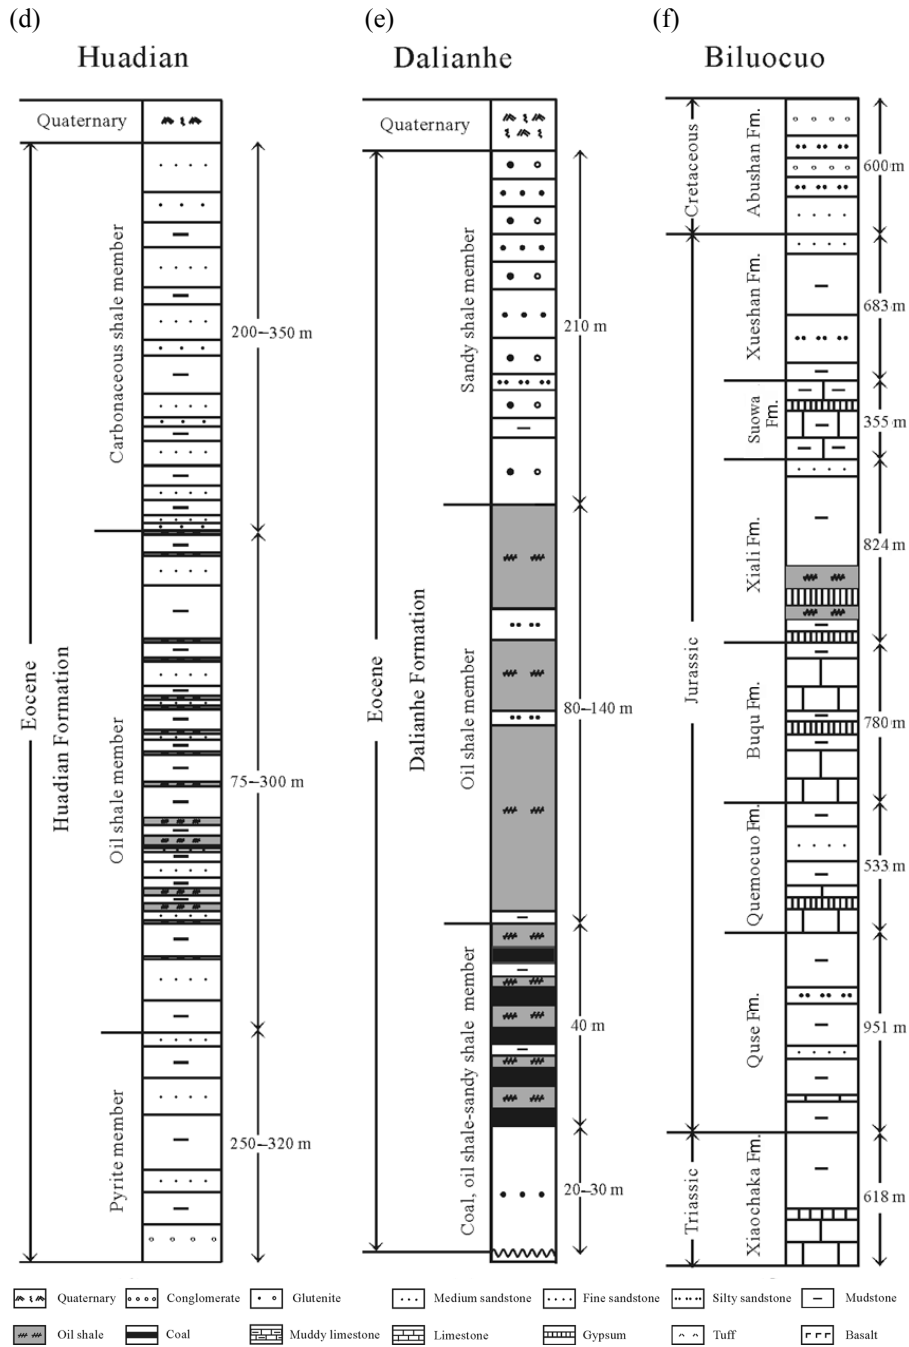 (d)
Huadian
Quaternary
Eocene
Huadian Formation
Carbonaceous shale member
200–350 m
Oil shale member
75–300 m
Pyrite member
250–320 m
(e)
Dalianhe
Quaternary
Eocene
Dalianhe Formation
Sandy shale member
210 m
Oil shale member
80–140 m
Coal, oil shale-sandy shale member
40 m
20–30 m
(f)
Biluocuo
Cretaceous
Abushan Fm.
600 m
Jurassic
Xueshan Fm.
683 m
Suowa
Fm.
355 m
Xiali Fm.
824 m
Buqu Fm.
780 m
Quemocuo Fm.
533 m
Quse Fm.
951 m
Triassic
Xiaochaka Fm.
618 m
Quaternary Conglomerate Glutenite Medium sandstone Fine sandstone Silty sandstone Mudstone
Oil shale Coal Muddy limestone Limestone Gypsum Tuff Basalt